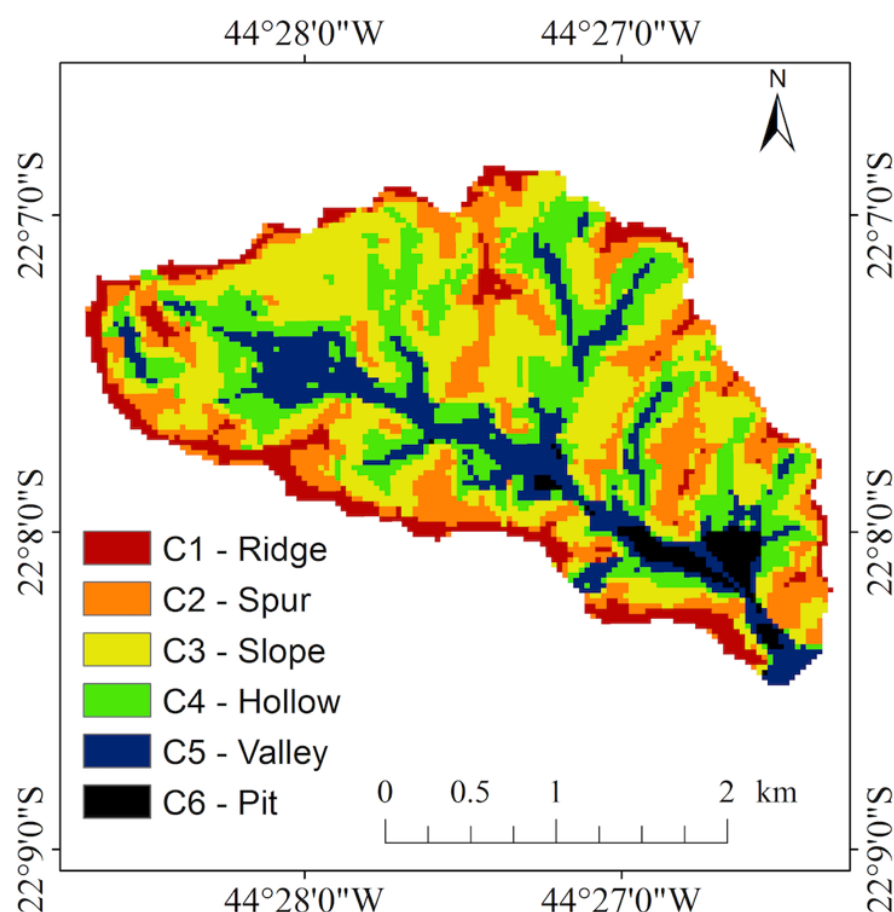 44°28'0"W 44°27'0"W
N
22°7'0"S 22°7'0"S
22°8'0"S 22°8'0"S
C1 - Ridge
C2 - Spur
C3 - Slope
C4 - Hollow
C5 - Valley
C6 - Pit
0 0.5 1 2 km
22°9'0"S 22°9'0"S
44°28'0"W 44°27'0"W